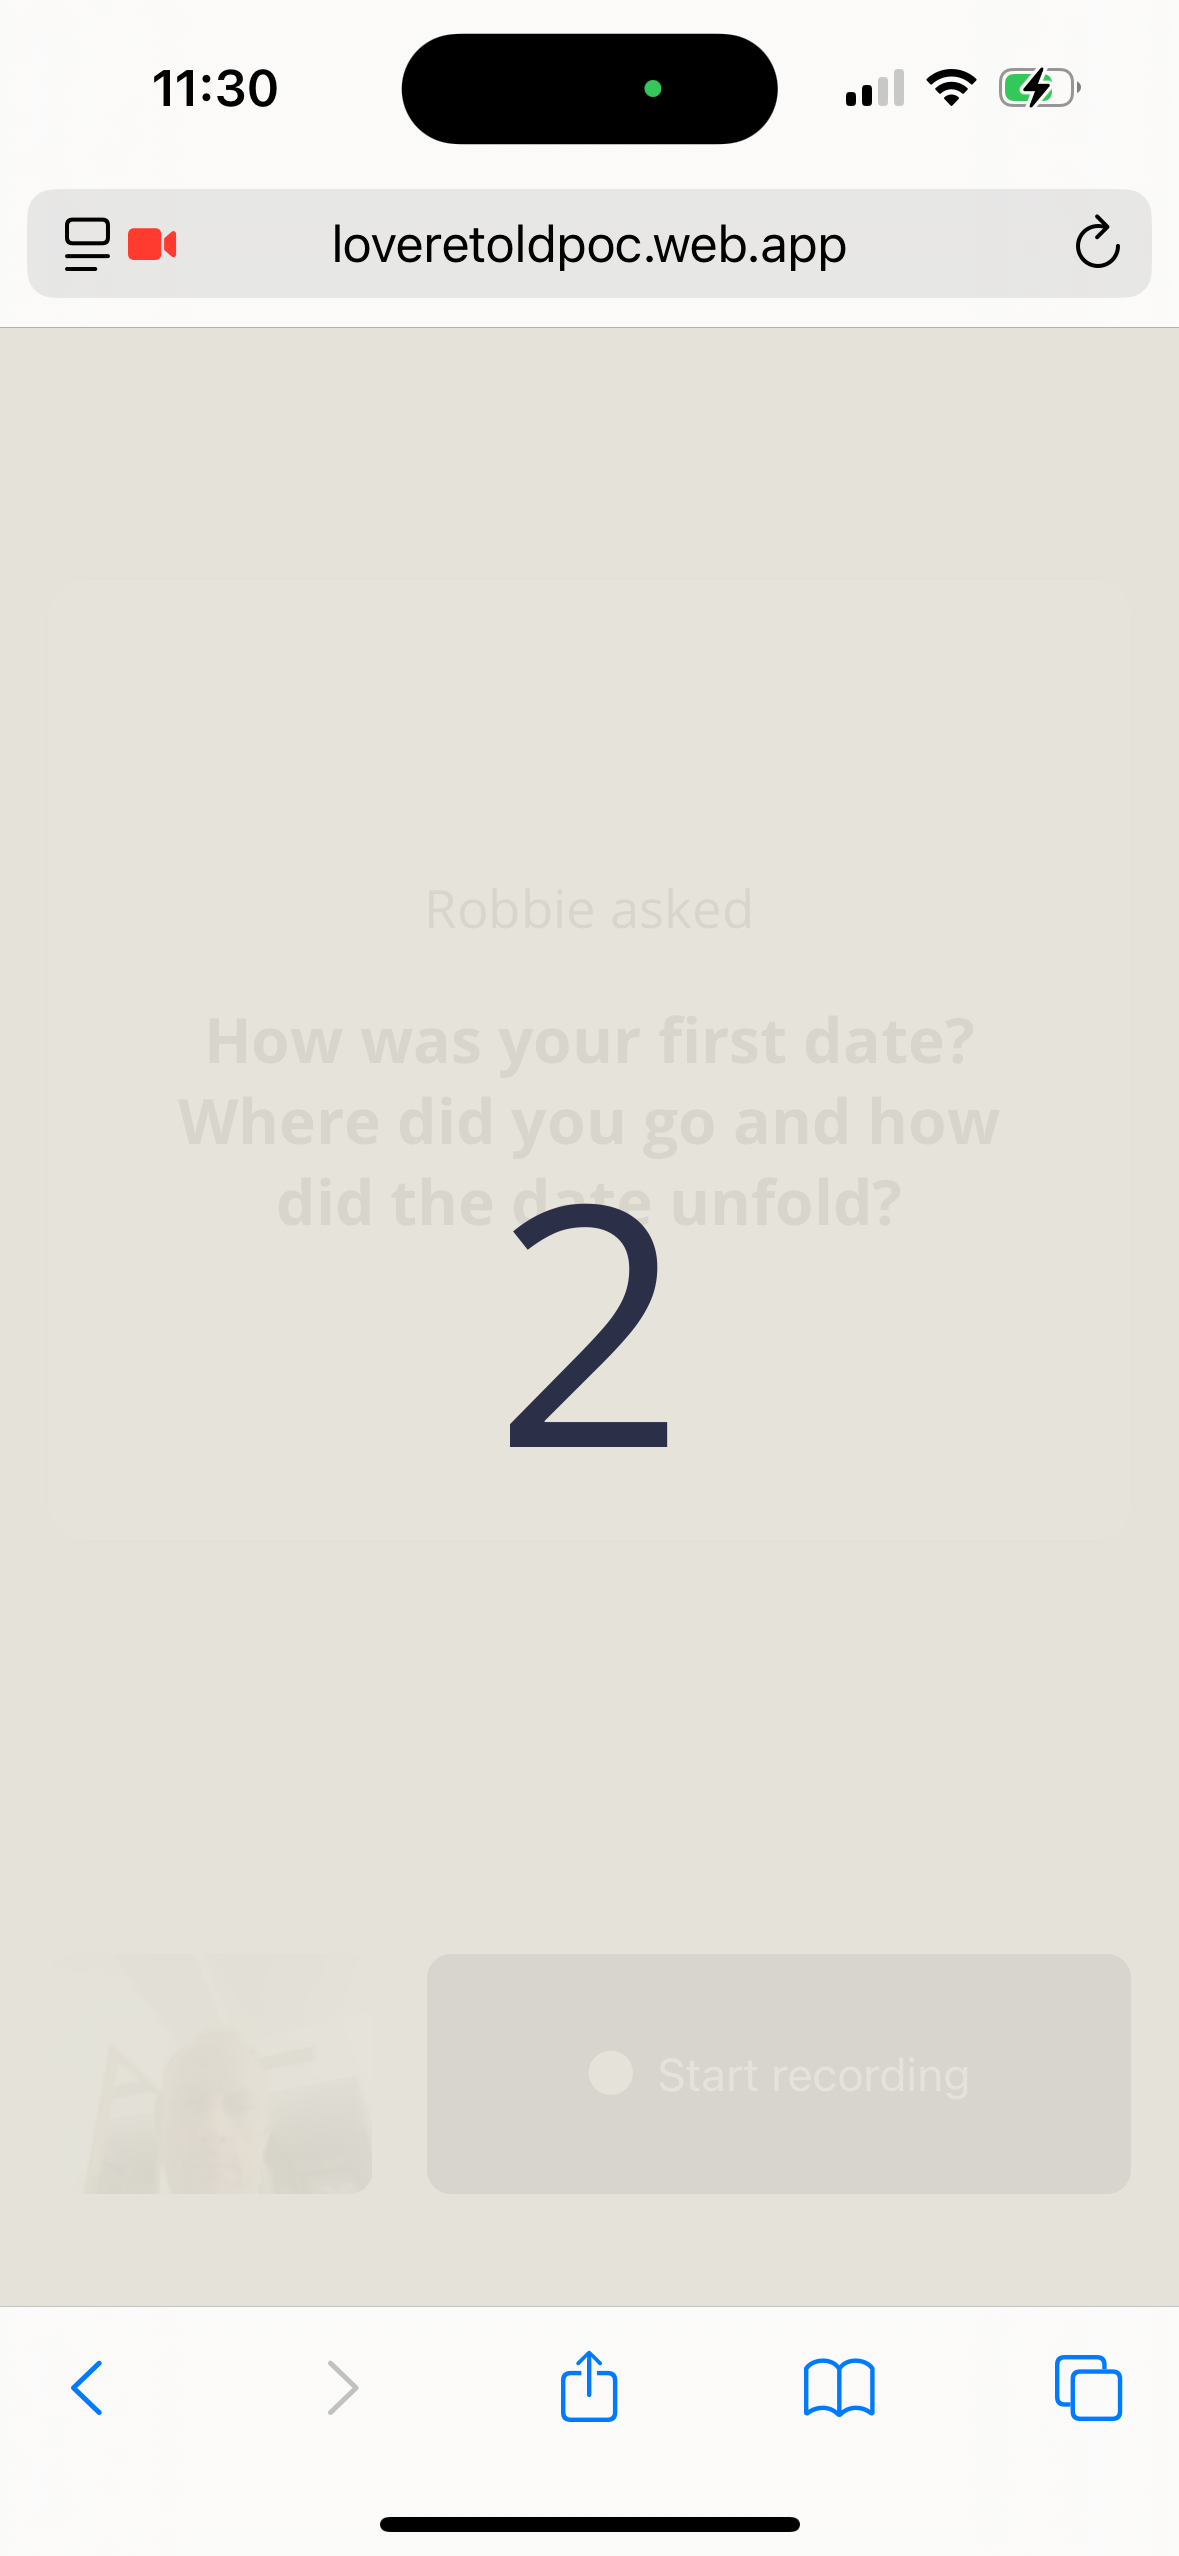 11:30
loveretoldpoc.web.app
Robbie asked
How was your first date?
Where did you go and how
did the date unfold?
2
Start recording